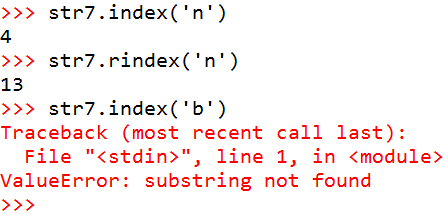 >>> str7.index('n')
4
>>> str7.rindex('n')
13
>>> str7.index('b')
Traceback (most recent call last):
  File "<stdin>", line 1, in <module>
ValueError: substring not found
>>>